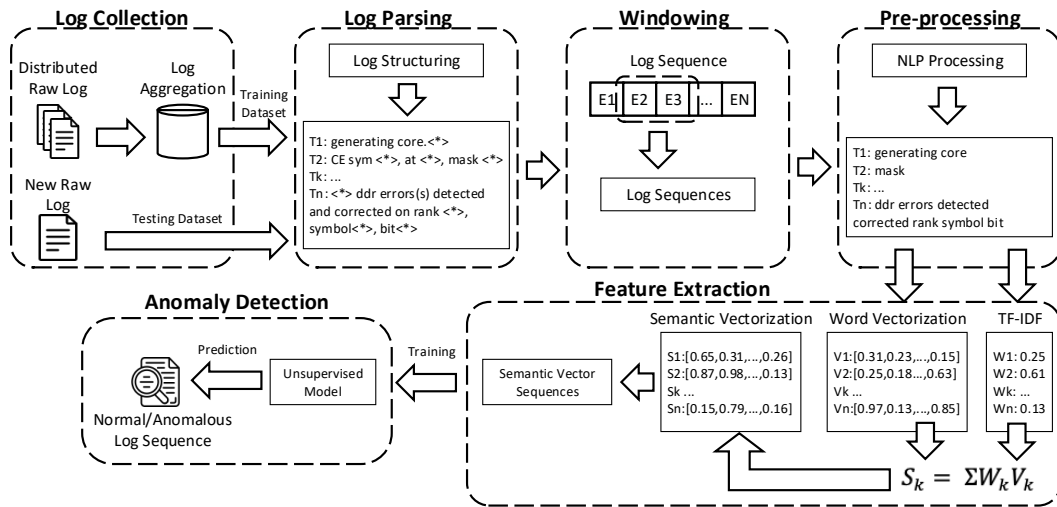 Log Collection
Distributed
Raw Log
Log
Aggregation
Training
Dataset
New Raw
Log
Testing Dataset
Log Parsing
Log Structuring
T1: generating core.<*>
T2: CE sym <*>, at <*>, mask <*>
Tk: ...
Tn: <*> ddr errors(s) detected
and corrected on rank <*>,
symbol<*>, bit<*>
Windowing
Log Sequence
E1 E2 E3 ... EN
Log Sequences
Pre-processing
NLP Processing
T1: generating core
T2: mask
Tk: ...
Tn: ddr errors detected
corrected rank symbol bit
Anomaly Detection
Prediction
Normal/Anomalous
Log Sequence
Unsupervised
Model
Training
Feature Extraction
Semantic Vector
Sequences
Semantic Vectorization
S1:[0.65,0.31,...,0.26]
S2:[0.87,0.98,...,0.13]
Sk ...
Sn:[0.15,0.79,...,0.16]
Word Vectorization
V1:[0.31,0.23,...,0.15]
V2:[0.25,0.18...,0.63]
Vk ...
Vn:[0.97,0.13,...,0.85]
TF-IDF
W1: 0.25
W2: 0.61
Wk: ...
Wn: 0.13
Sₖ = ΣWₖVₖ